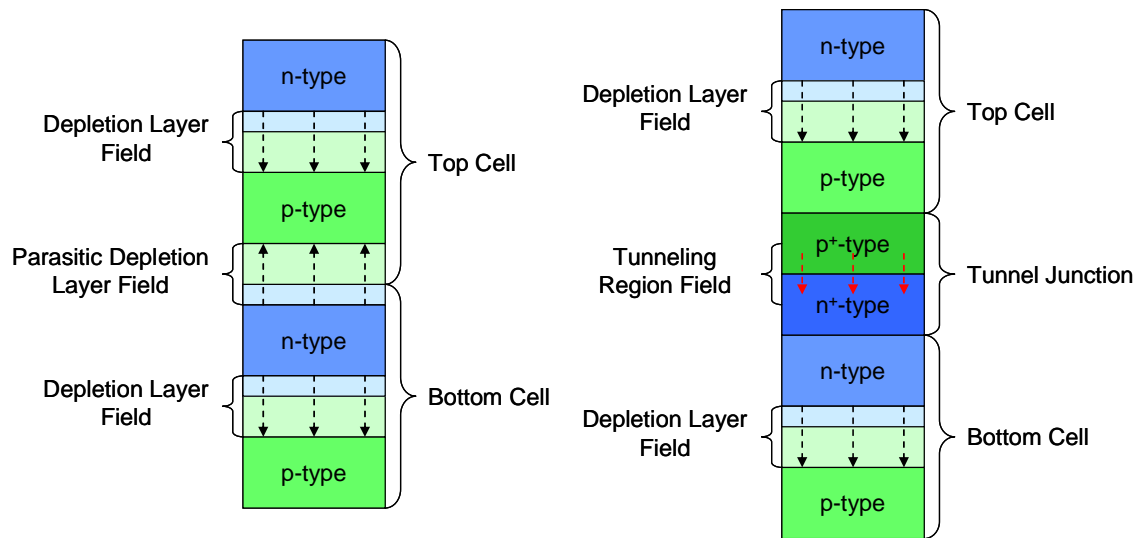 n-type
Depletion Layer
Field
Top Cell
p-type
Parasitic Depletion
Layer Field
n-type
Depletion Layer
Field
Bottom Cell
p-type
n-type
Depletion Layer
Field
Top Cell
p-type
p⁺-type
Tunneling
Region Field
Tunnel Junction
n⁺-type
n-type
Depletion Layer
Field
Bottom Cell
p-type